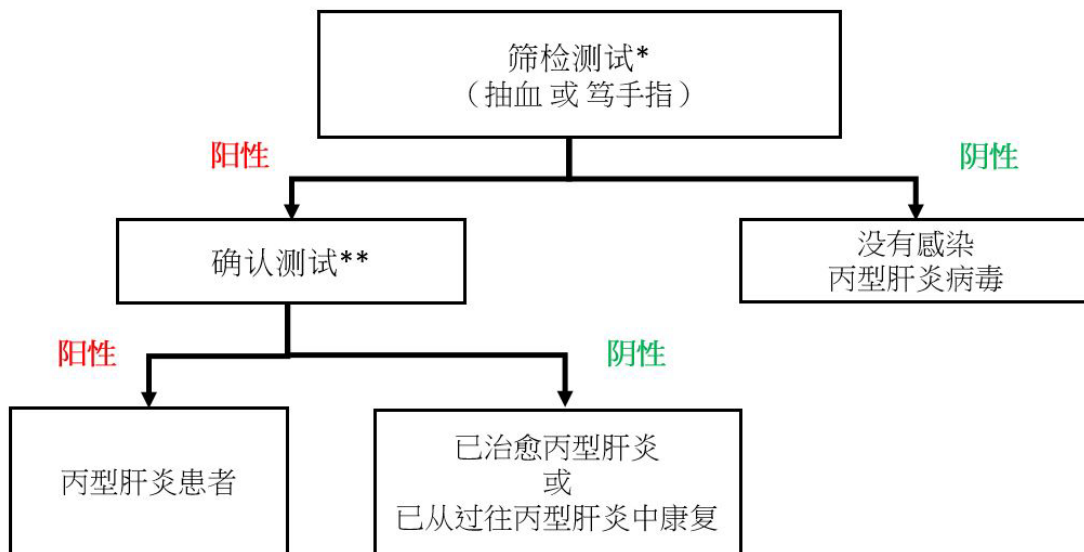 筛检测试*
（抽血 或 笃手指）
阳性
阴性
确认测试**
没有感染
丙型肝炎病毒
阳性
阴性
丙型肝炎患者
已治愈丙型肝炎
或
已从过往丙型肝炎中康复